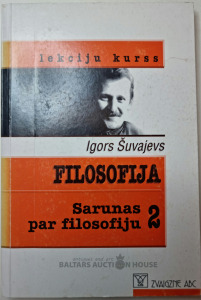 lekciju kurss
Igors Šuvajevs
FILOSOFIJA
Sarunas
par filosofiju 2
BALTARS AUCTION HOUSE
ZVAIGZNE ABC